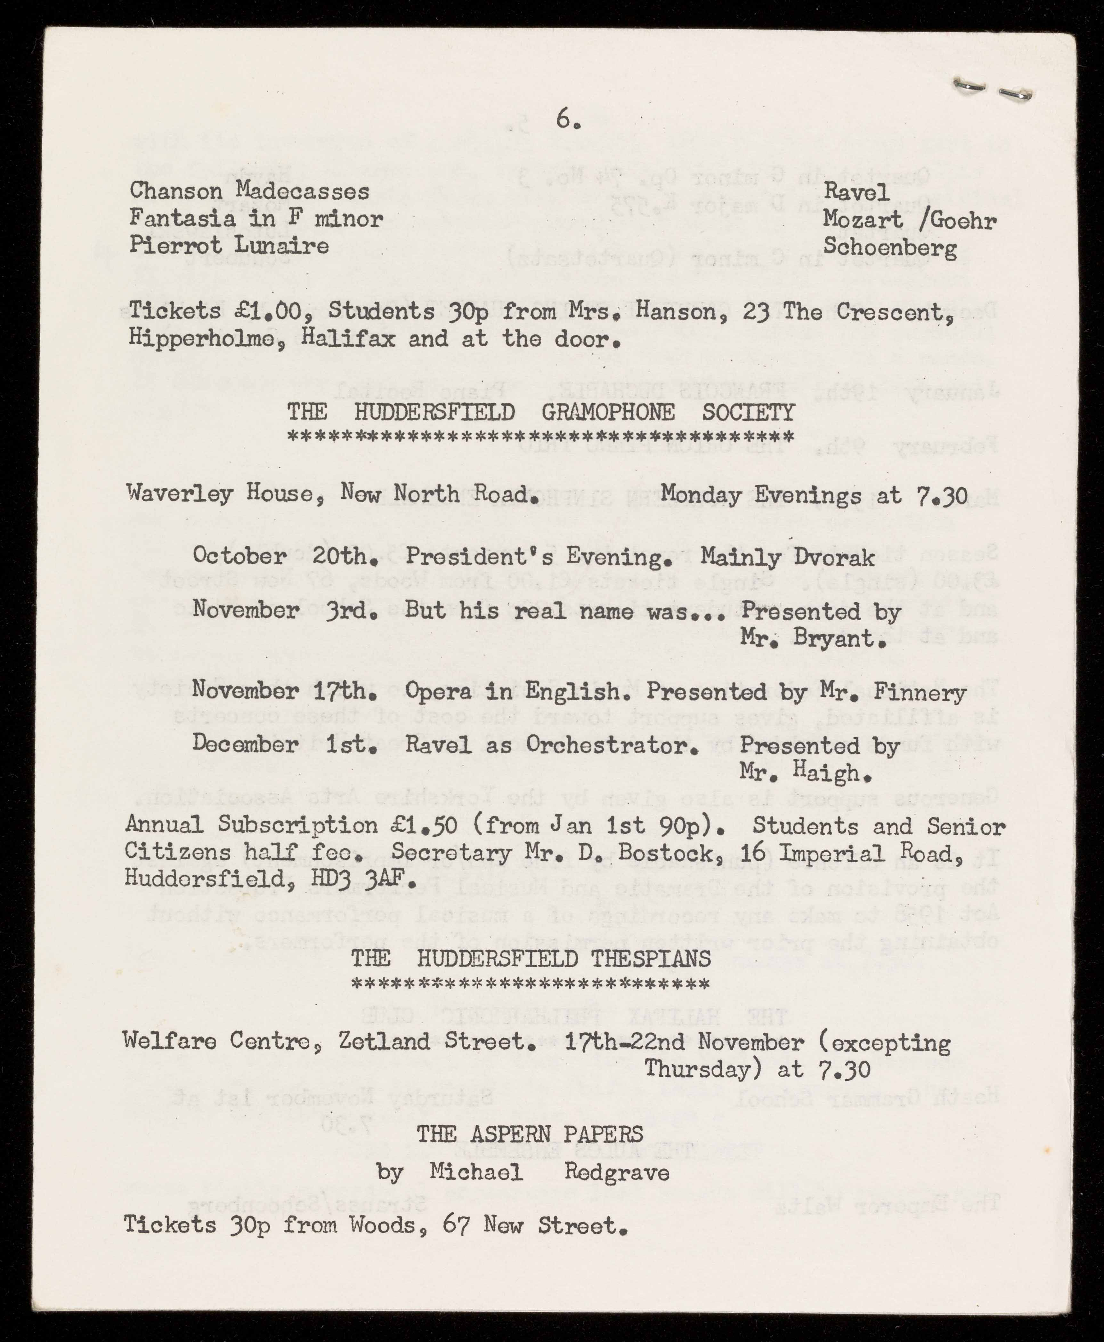 6.
Chanson Madecasses Ravel
Fantasia in F minor Mozart /Goehr
Pierrot Lunaire Schoenberg
Tickets £1.00, Students 30p from Mrs. Hanson, 23 The Crescent,
Hipperholme, Halifax and at the door.
THE HUDDERSFIELD GRAMOPHONE SOCIETY
**************************************
Waverley House, New North Road. Monday Evenings at 7.30
October 20th. President's Evening. Mainly Dvorak
November 3rd. But his real name was... Presented by
Mr. Bryant.
November 17th. Opera in English. Presented by Mr. Finnery
December 1st. Ravel as Orchestrator. Presented by
Mr. Haigh.
Annual Subscription £1.50 (from Jan 1st 90p). Students and Senior
Citizens half fee. Secretary Mr. D. Bostock, 16 Imperial Road,
Huddersfield, HD3 3AF.
THE HUDDERSFIELD THESPIANS
***************************
Welfare Centre, Zetland Street. 17th-22nd November (excepting
Thursday) at 7.30
THE ASPERN PAPERS
by Michael Redgrave
Tickets 30p from Woods, 67 New Street.